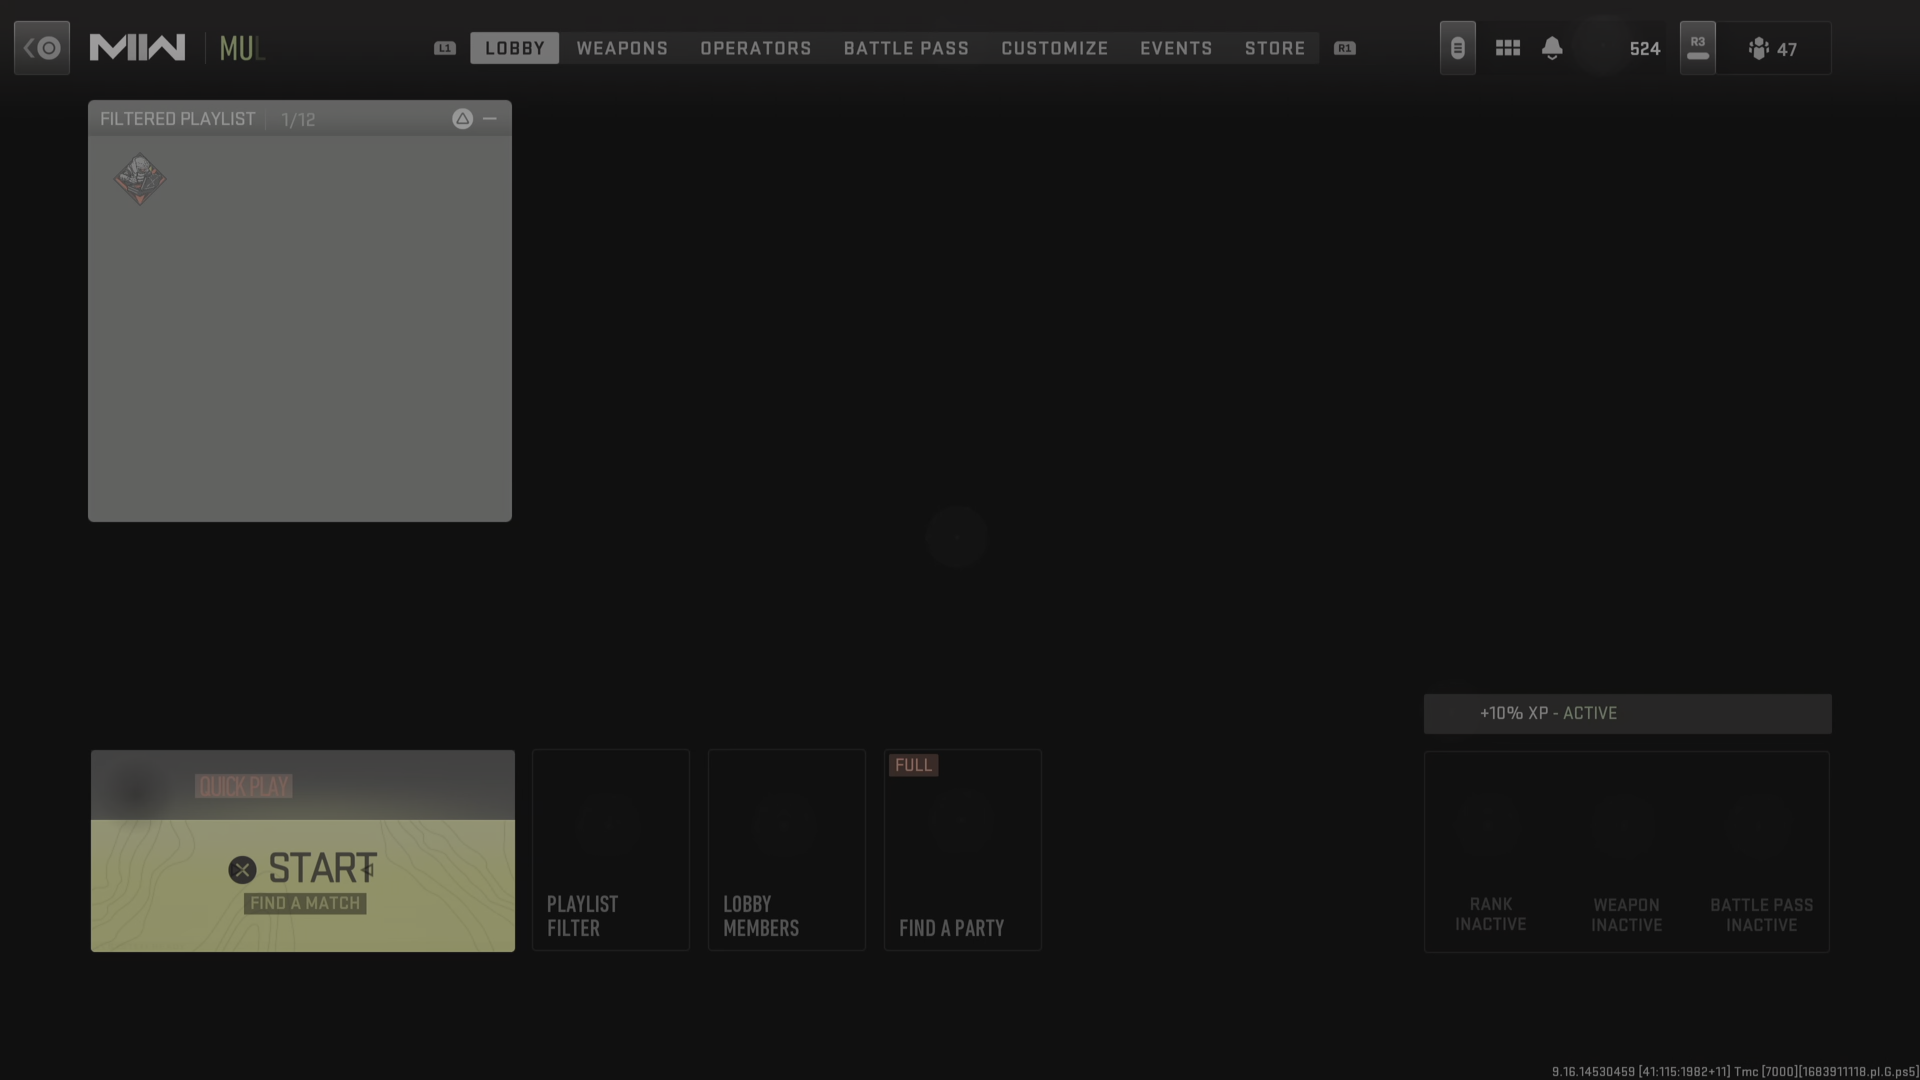 MW MUL
L1 LOBBY WEAPONS OPERATORS BATTLE PASS CUSTOMIZE EVENTS STORE R1
524 R3 47
FILTERED PLAYLIST 1/12
+10% XP - ACTIVE
QUICK PLAY
START
FIND A MATCH
PLAYLIST
FILTER
LOBBY
MEMBERS
FULL
FIND A PARTY
RANK
INACTIVE
WEAPON
INACTIVE
BATTLE PASS
INACTIVE
9.16.14530459 [41:115:1982+11] Tmc [7000][1683911118.pl.G.ps5]